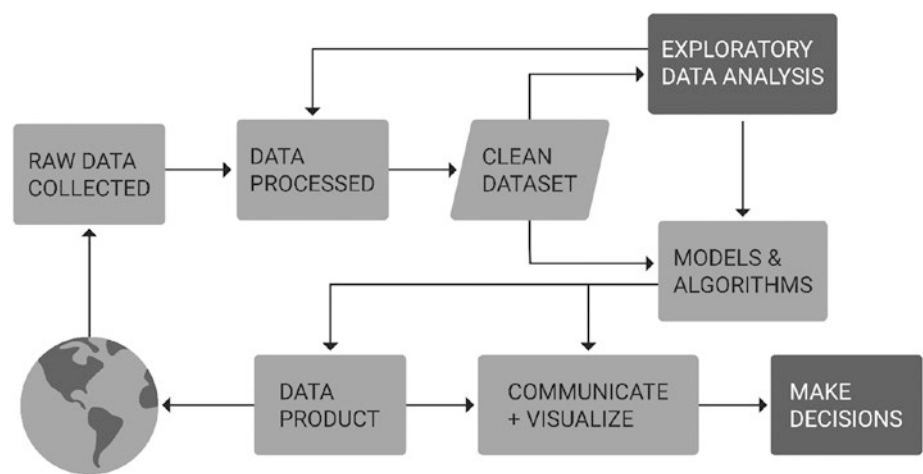 EXPLORATORY
DATA ANALYSIS
RAW DATA
COLLECTED
DATA
PROCESSED
CLEAN
DATASET
MODELS &
ALGORITHMS
DATA
PRODUCT
COMMUNICATE
+ VISUALIZE
MAKE
DECISIONS